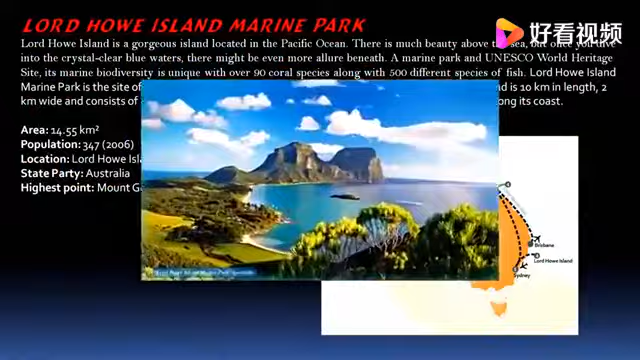 LORD HOWE ISLAND MARINE PARK
好看视频
Lord Howe Island is a gorgeous island located in the Pacific Ocean. There is much beauty above the sea, but once you dive
into the crystal-clear blue waters, there might be even more allure beneath. A marine park and UNESCO World Heritage
Site, its marine biodiversity is unique with over 90 coral species along with 500 different species of fish. Lord Howe Island
Marine Park is the site of nd is 10 km in length, 2
km wide and consists of ong its coast.
Area: 14.55 km²
Population: 347 (2006)
Location: Lord Howe Isl
State Party: Australia
Highest point: Mount G
Brisbane
Lord Howe Island
Sydney